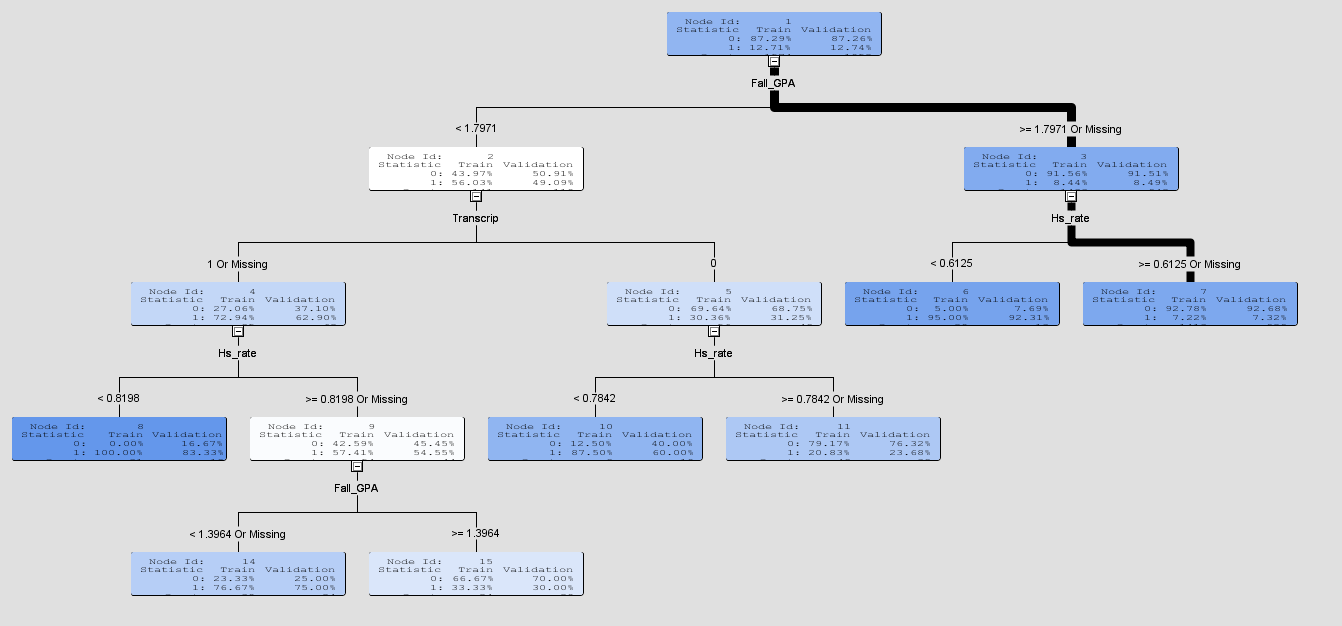 Node Id: 1
Statistic Train Validation
0: 87.29% 87.26%
1: 12.71% 12.74%
Fall_GPA
< 1.7971
>= 1.7971 Or Missing
Node Id: 2
Statistic Train Validation
0: 43.97% 50.91%
1: 56.03% 49.09%
Node Id: 3
Statistic Train Validation
0: 91.56% 91.51%
1: 8.44% 8.49%
Transcrip
Hs_rate
1 Or Missing
0
< 0.6125
>= 0.6125 Or Missing
Node Id: 4
Statistic Train Validation
0: 27.06% 37.10%
1: 72.94% 62.90%
Node Id: 5
Statistic Train Validation
0: 69.64% 68.75%
1: 30.36% 31.25%
Node Id: 6
Statistic Train Validation
0: 5.00% 7.69%
1: 95.00% 92.31%
Node Id: 7
Statistic Train Validation
0: 92.78% 92.68%
1: 7.22% 7.32%
Hs_rate
Hs_rate
< 0.8198
>= 0.8198 Or Missing
< 0.7842
>= 0.7842 Or Missing
Node Id: 8
Statistic Train Validation
0: 0.00% 16.67%
1: 100.00% 83.33%
Node Id: 9
Statistic Train Validation
0: 42.59% 45.45%
1: 57.41% 54.55%
Node Id: 10
Statistic Train Validation
0: 12.50% 40.00%
1: 87.50% 60.00%
Node Id: 11
Statistic Train Validation
0: 79.17% 76.32%
1: 20.83% 23.68%
Fall_GPA
< 1.3964 Or Missing
>= 1.3964
Node Id: 14
Statistic Train Validation
0: 23.33% 25.00%
1: 76.67% 75.00%
Node Id: 15
Statistic Train Validation
0: 66.67% 70.00%
1: 33.33% 30.00%